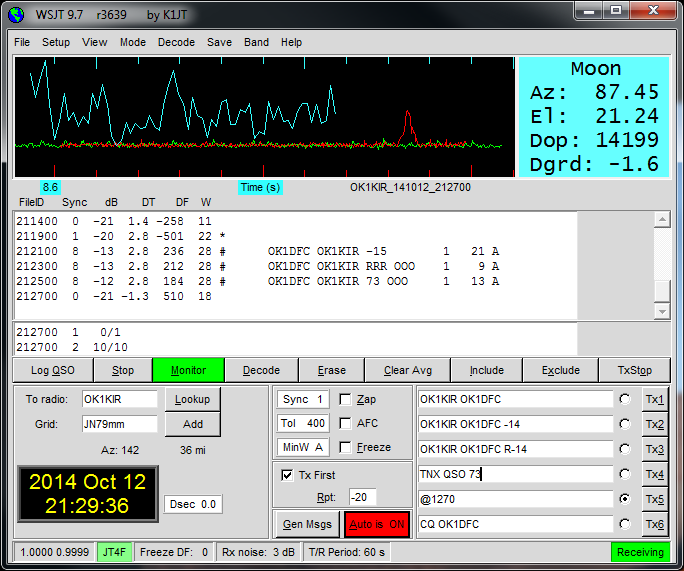 WSJT 9.7 r3639 by K1JT
File Setup View Mode Decode Save Band Help
Moon
Az: 87.45
El: 21.24
Dop: 14199
Dgrd: -1.6
8.6 Time (s) OK1KIR_141012_212700
FileID Sync dB DT DF W
211400 0 -21 1.4 -258 11
211900 1 -20 2.8 -501 22 *
212100 8 -13 2.8 236 28 # OK1DFC OK1KIR -15 1 21 A
212300 8 -13 2.8 212 28 # OK1DFC OK1KIR RRR OOO 1 9 A
212500 8 -12 2.8 184 28 # OK1DFC OK1KIR 73 OOO 1 13 A
212700 0 -21 -1.3 510 18
212700 1 0/1
212700 2 10/10
Log QSO Stop Monitor Decode Erase Clear Avg Include Exclude TxStop
To radio: OK1KIR Lookup
Grid: JN79mm Add
Az: 142 36 mi
2014 Oct 12
21:29:36
Dsec 0.0
Sync 1 Zap
Tol 400 AFC
MinW A Freeze
Tx First
Rpt: -20
Gen Msgs Auto is ON
OK1KIR OK1DFC Tx1
OK1KIR OK1DFC -14 Tx2
OK1KIR OK1DFC R-14 Tx3
TNX QSO 73 Tx4
@1270 Tx5
CQ OK1DFC Tx6
1.0000 0.9999 JT4F Freeze DF: 0 Rx noise: 3 dB T/R Period: 60 s Receiving